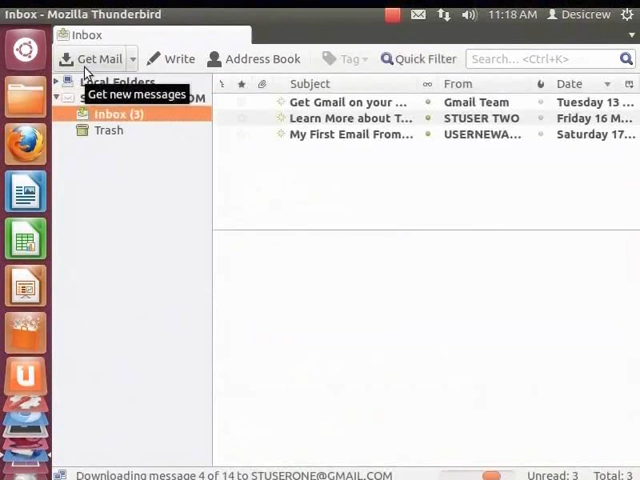 Inbox - Mozilla Thunderbird
11:18 AM
Desicrew
Inbox
Get Mail
Write
Address Book
Tag
Quick Filter
Search... <Ctrl+K>
Local Folders
Get new messages
OM
Inbox (3)
Trash
Subject From Date
Get Gmail on your ... Gmail Team Tuesday 13 ...
Learn More about T... STUSER TWO Friday 16 M...
My First Email From... USERNEWA... Saturday 17...
Downloading message 4 of 14 to STUSERONE@GMAIL.COM Unread: 3 Total: 3